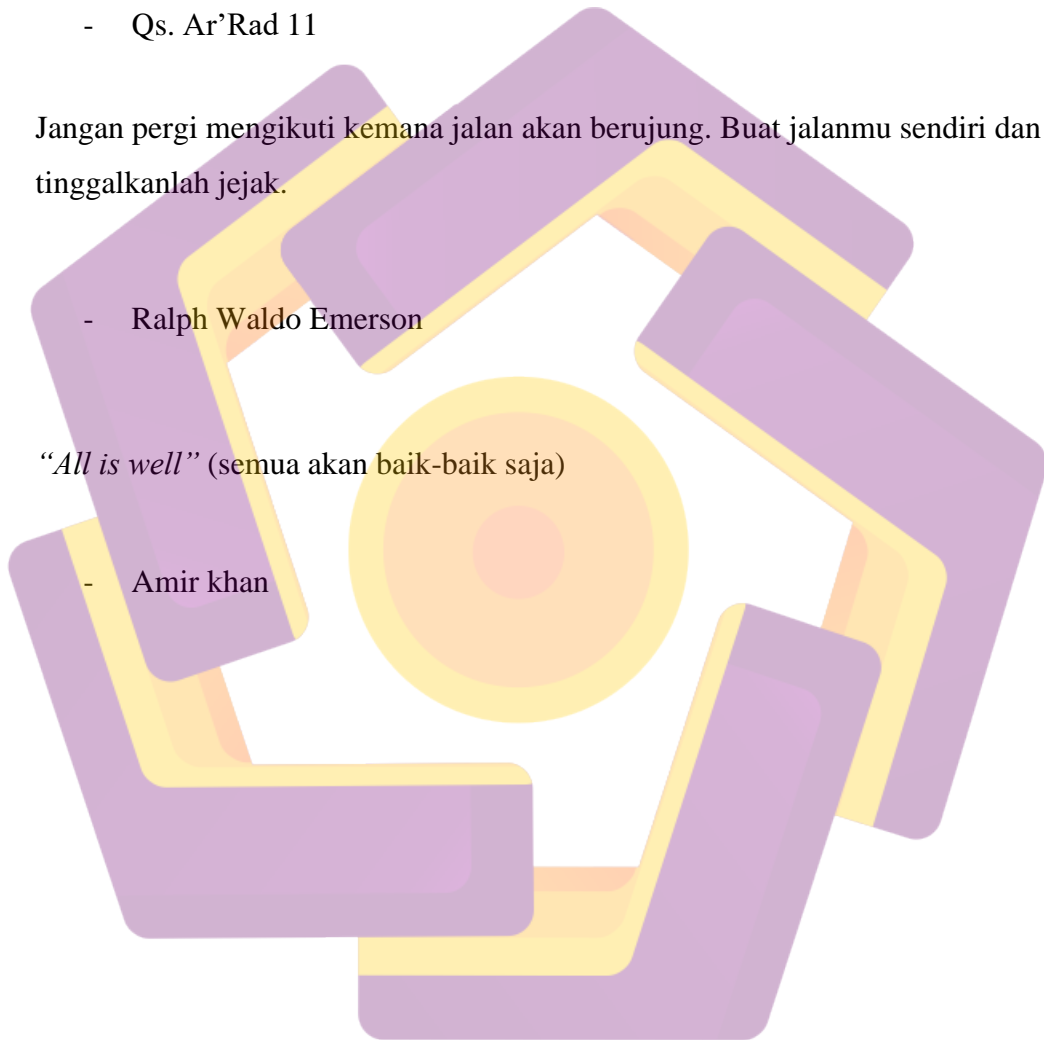 - Qs. Ar’Rad 11
Jangan pergi mengikuti kemana jalan akan berujung. Buat jalanmu sendiri dan
tinggalkanlah jejak.
- Ralph Waldo Emerson
“All is well” (semua akan baik-baik saja)
- Amir khan